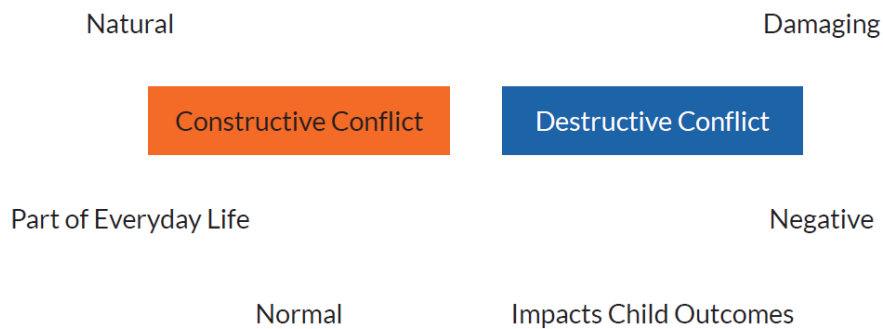 Natural
Damaging
Constructive Conflict
Destructive Conflict
Part of Everyday Life
Negative
Normal
Impacts Child Outcomes